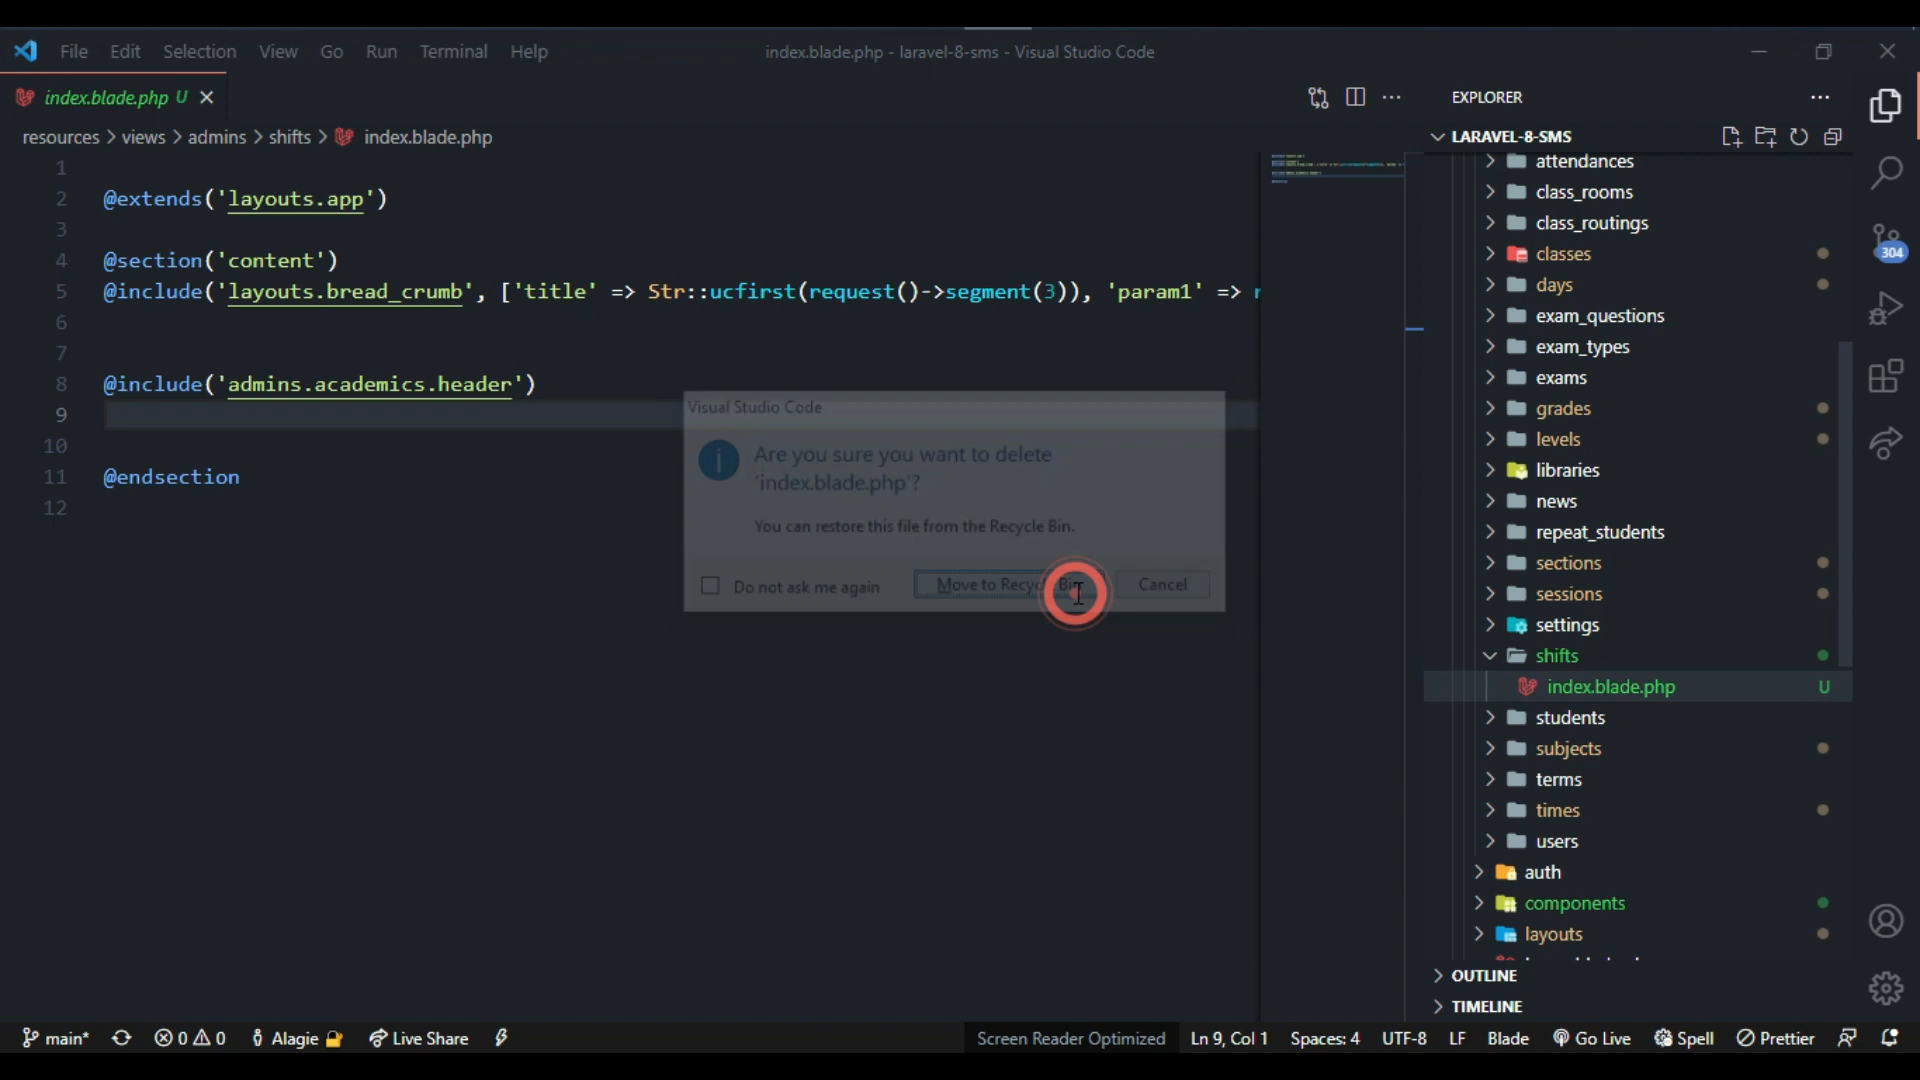 File Edit Selection View Go Run Terminal Help
index.blade.php - laravel-8-sms - Visual Studio Code
index.blade.php U
resources > views > admins > shifts > index.blade.php
1
2 @extends('layouts.app')
3
4 @section('content')
5 @include('layouts.bread_crumb', ['title' => Str::ucfirst(request()->segment(3)), 'param1' => r
6
7
8 @include('admins.academics.header')
9
10
11 @endsection
12
Visual Studio Code
Are you sure you want to delete
'index.blade.php'?
You can restore this file from the Recycle Bin.
Do not ask me again
Move to Recycle Bin
Cancel
EXPLORER
LARAVEL-8-SMS
attendances
class_rooms
class_routings
classes
days
exam_questions
exam_types
exams
grades
levels
libraries
news
repeat_students
sections
sessions
settings
shifts
index.blade.php U
students
subjects
terms
times
users
auth
components
layouts
OUTLINE
TIMELINE
304
main* 0 0 Alagie Live Share
Screen Reader Optimized Ln 9, Col 1 Spaces: 4 UTF-8 LF Blade Go Live Spell Prettier